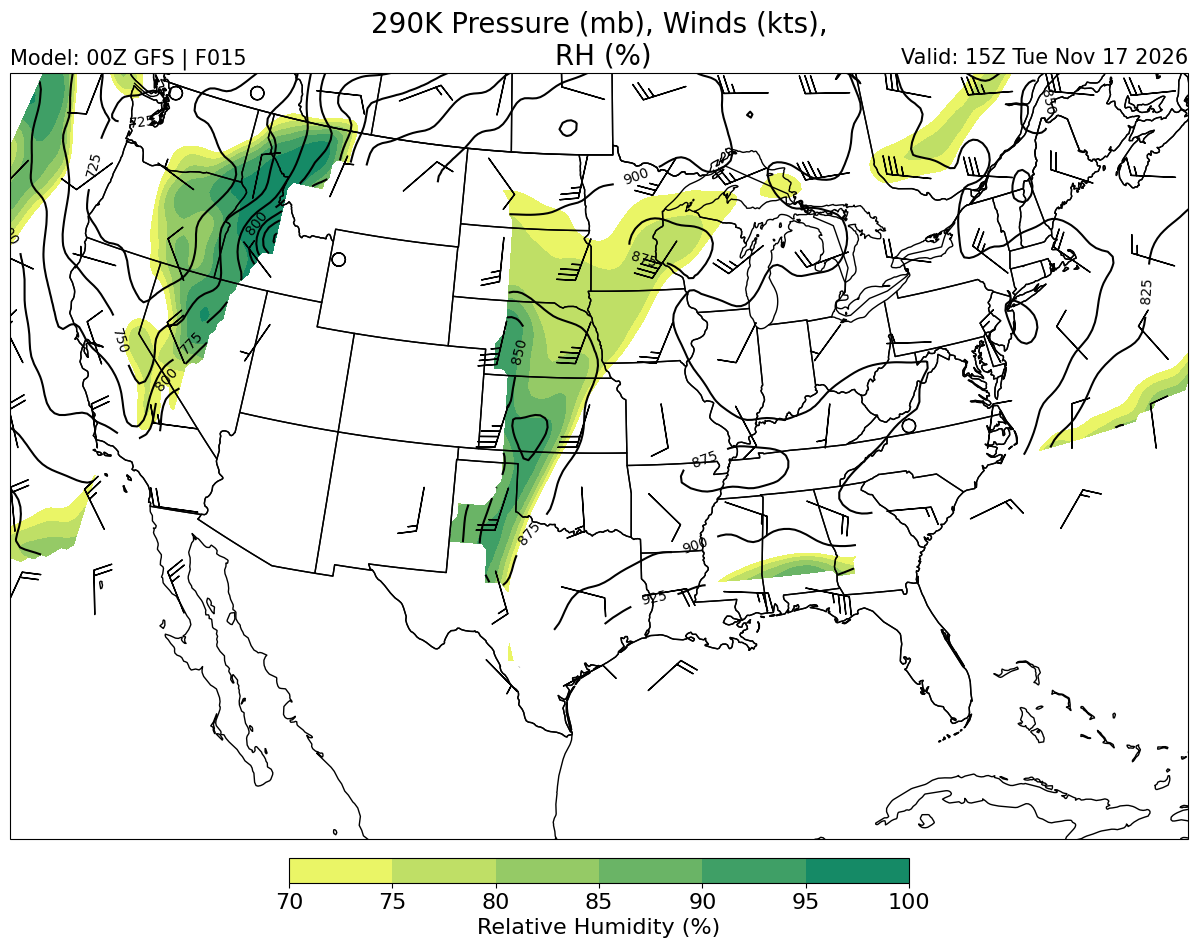 290K Pressure (mb), Winds (kts),
RH (%)
Model: 00Z GFS | F015
Valid: 15Z Tue Nov 17 2026
725
725
900
800
875
825
750
775
850
800
875
875
900
925
70 75 80 85 90 95 100
Relative Humidity (%)